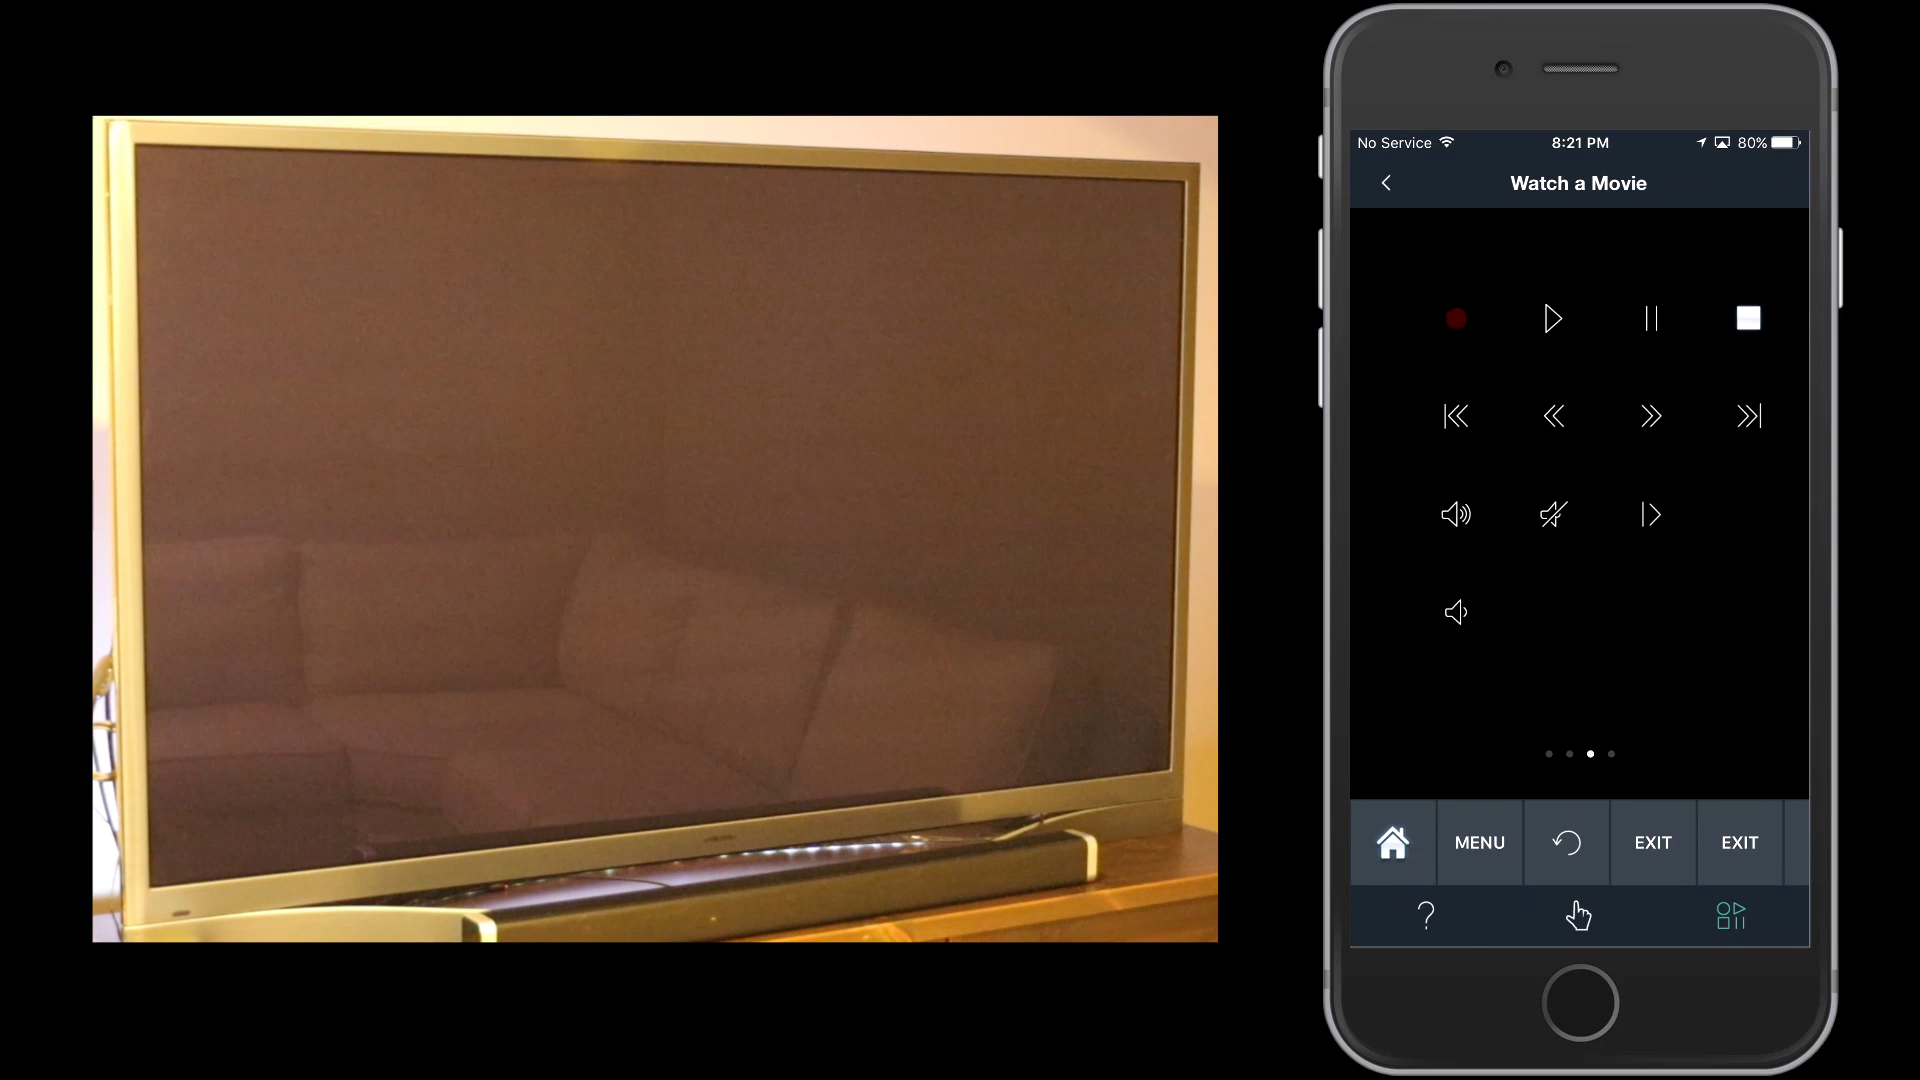 No Service 8:21 PM 80%
Watch a Movie
MENU EXIT EXIT
?